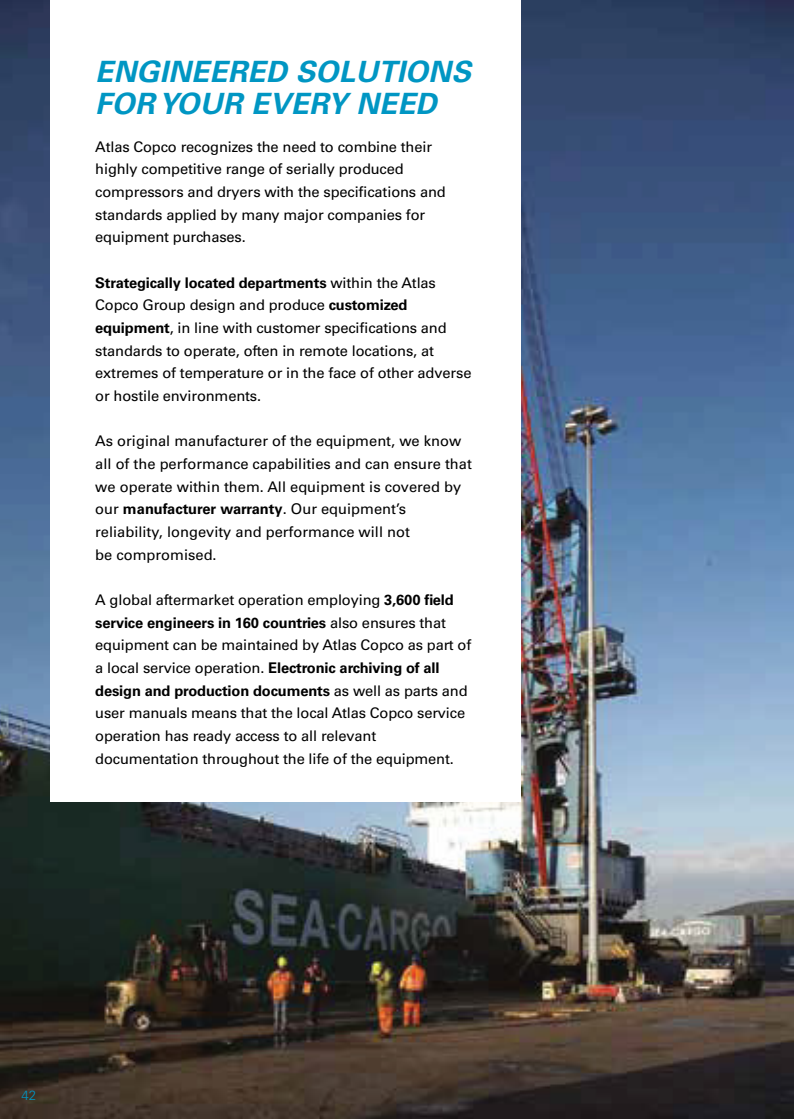 ENGINEERED SOLUTIONS
FOR YOUR EVERY NEED
Atlas Copco recognizes the need to combine their
highly competitive range of serially produced
compressors and dryers with the specifications and
standards applied by many major companies for
equipment purchases.
Strategically located departments within the Atlas
Copco Group design and produce customized
equipment, in line with customer specifications and
standards to operate, often in remote locations, at
extremes of temperature or in the face of other adverse
or hostile environments.
As original manufacturer of the equipment, we know
all of the performance capabilities and can ensure that
we operate within them. All equipment is covered by
our manufacturer warranty. Our equipment’s
reliability, longevity and performance will not
be compromised.
A global aftermarket operation employing 3,600 field
service engineers in 160 countries also ensures that
equipment can be maintained by Atlas Copco as part of
a local service operation. Electronic archiving of all
design and production documents as well as parts and
user manuals means that the local Atlas Copco service
operation has ready access to all relevant
documentation throughout the life of the equipment.
SEA-CARGO
SEA-CARGO
42